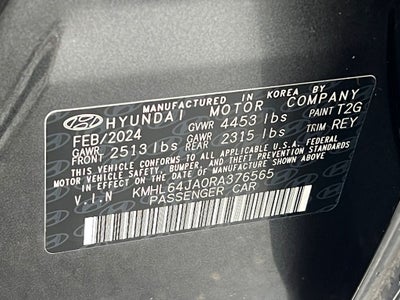 MANUFACTURED IN KOREA BY
HYUNDAI MOTOR COMPANY
FEB/2024 GVWR 4453 lbs PAINT T2G
GAWR FRONT 2513 lbs GAWR REAR 2315 lbs TRIM REY
THIS VEHICLE CONFORMS TO ALL APPLICABLE U.S.A FEDERAL
MOTOR VEHICLE SAFETY, BUMPER, AND THEFT PREVENTION STANDARDS
IN EFFECT ON THE DATE OF MANUFACTURE SHOWN ABOVE.
V.I.N KMHL64JA0RA376565
PASSENGER CAR